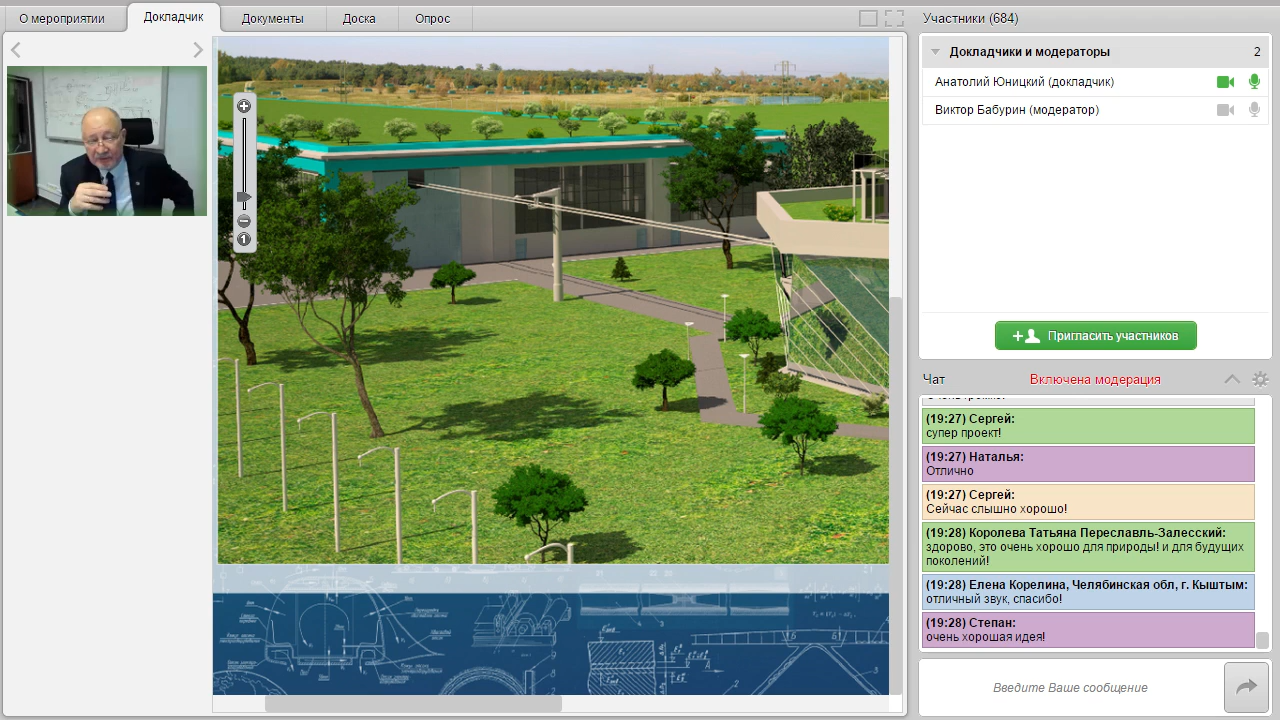 О мероприятии
Докладчик
Документы
Доска
Опрос
Участники (684)
Докладчики и модераторы 2
Анатолий Юницкий (докладчик)
Виктор Бабурин (модератор)
Пригласить участников
Чат
Включена модерация
(19:27) Сергей:
супер проект!
(19:27) Наталья:
Отлично
(19:27) Сергей:
Сейчас слышно хорошо!
(19:28) Королева Татьяна Переславль-Залесский:
здорово, это очень хорошо для природы! и для будущих
поколений!
(19:28) Елена Корелина, Челябинская обл, г. Кыштым:
отличный звук, спасибо!
(19:28) Степан:
очень хорошая идея!
Введите Ваше сообщение